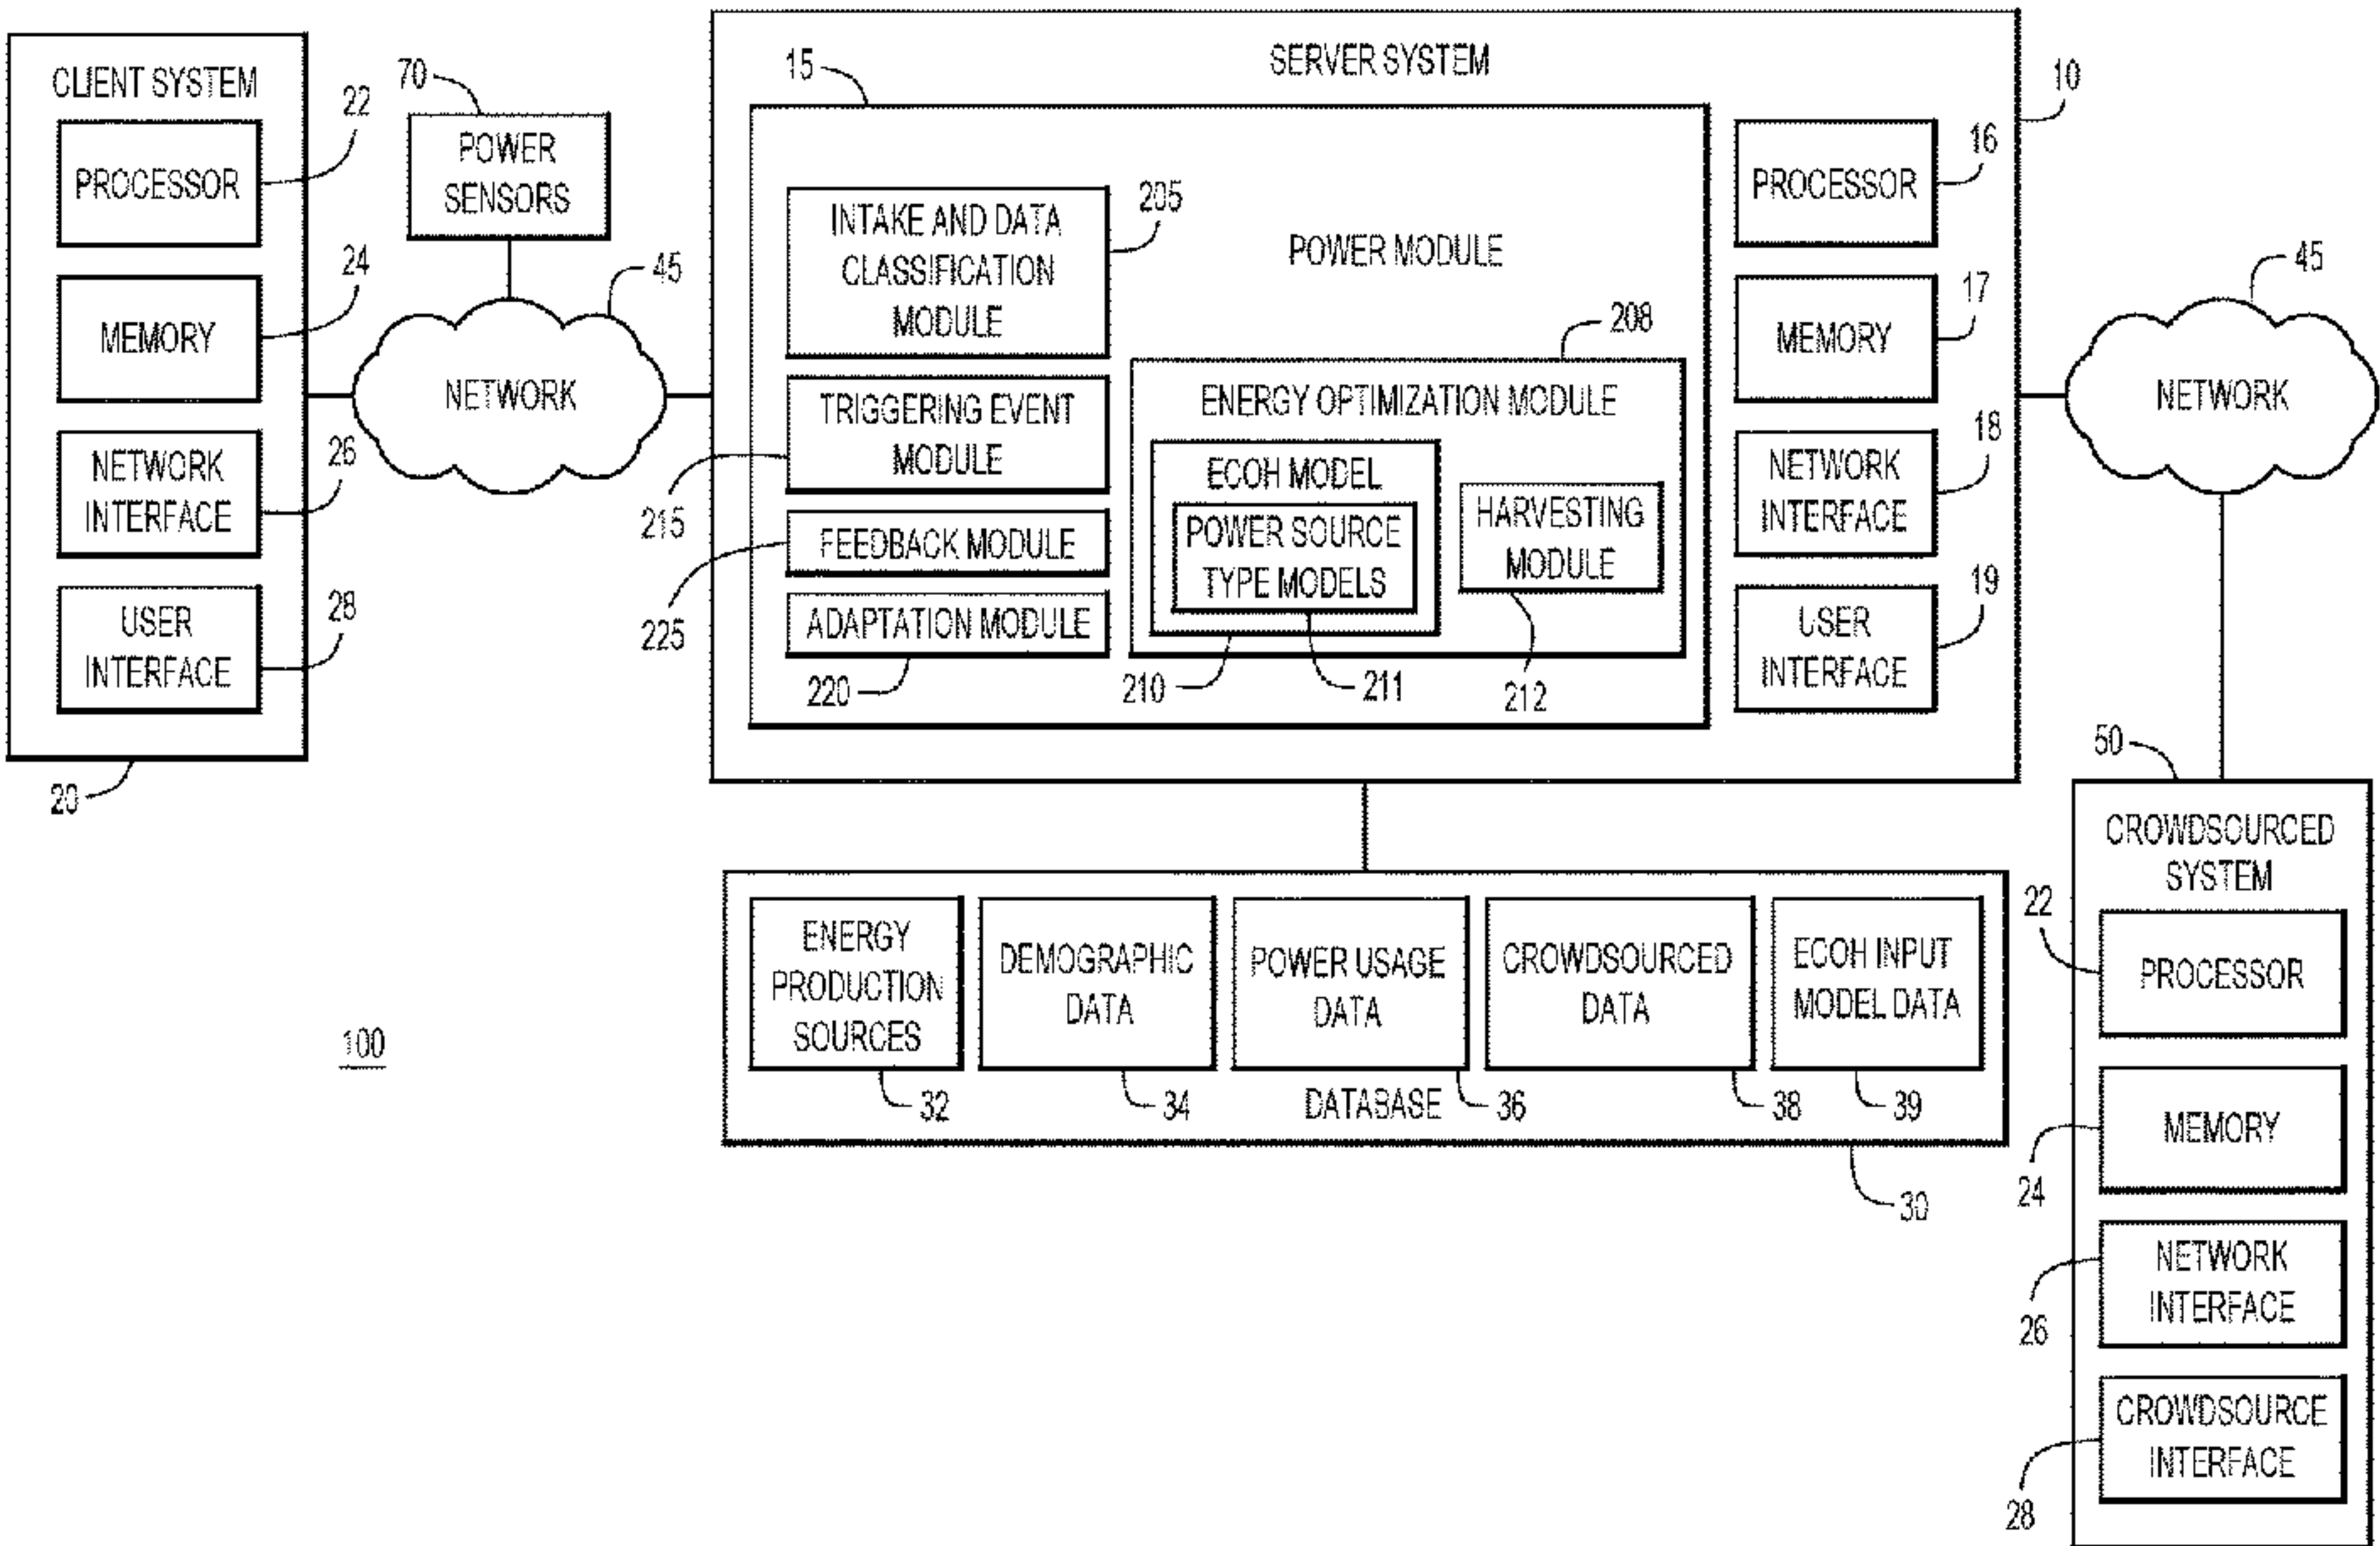 CLIENT SYSTEM
22
PROCESSOR
24
MEMORY
26
NETWORK
INTERFACE
28
USER
INTERFACE
20
70
POWER
SENSORS
45
NETWORK
SERVER SYSTEM
10
15
POWER MODULE
205
INTAKE AND DATA
CLASSIFICATION
MODULE
TRIGGERING EVENT
MODULE
215
FEEDBACK MODULE
225
ADAPTATION MODULE
220
208
ENERGY OPTIMIZATION MODULE
ECOH MODEL
POWER SOURCE
TYPE MODELS
210
211
HARVESTING
MODULE
212
16
PROCESSOR
17
MEMORY
18
NETWORK
INTERFACE
19
USER
INTERFACE
45
NETWORK
ENERGY
PRODUCTION
SOURCES
32
DEMOGRAPHIC
DATA
34
POWER USAGE
DATA
36
CROWDSOURCED
DATA
38
ECOH INPUT
MODEL DATA
39
DATABASE
30
50
CROWDSOURCED
SYSTEM
22
PROCESSOR
MEMORY
24
NETWORK
INTERFACE
26
CROWDSOURCE
INTERFACE
28
100